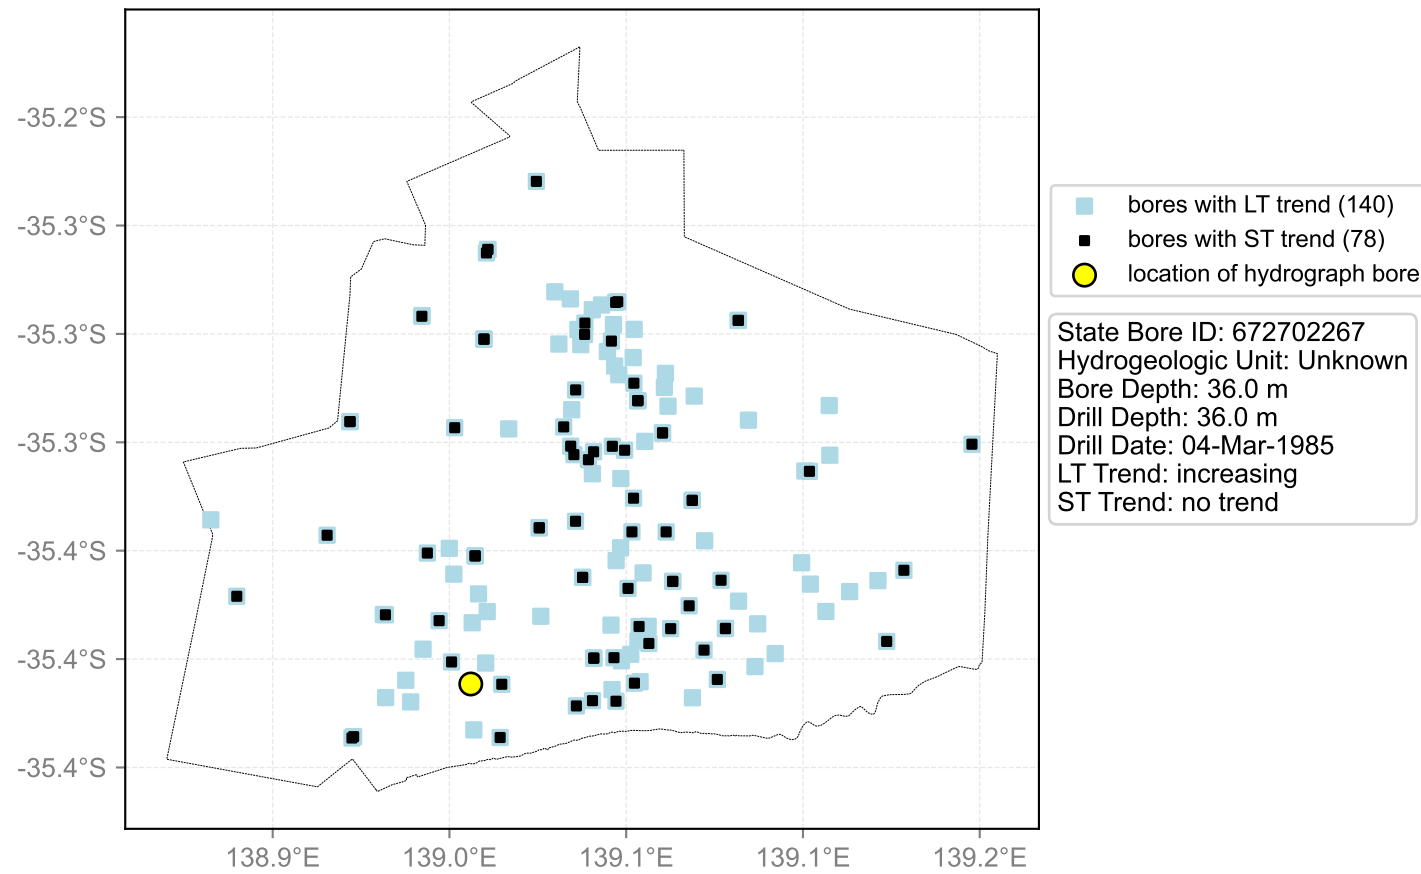 -35.2°S
-35.3°S
-35.3°S
-35.3°S
-35.4°S
-35.4°S
-35.4°S
138.9°E
139.0°E
139.1°E
139.1°E
139.2°E
bores with LT trend (140)
bores with ST trend (78)
location of hydrograph bore
State Bore ID: 672702267
Hydrogeologic Unit: Unknown
Bore Depth: 36.0 m
Drill Depth: 36.0 m
Drill Date: 04-Mar-1985
LT Trend: increasing
ST Trend: no trend